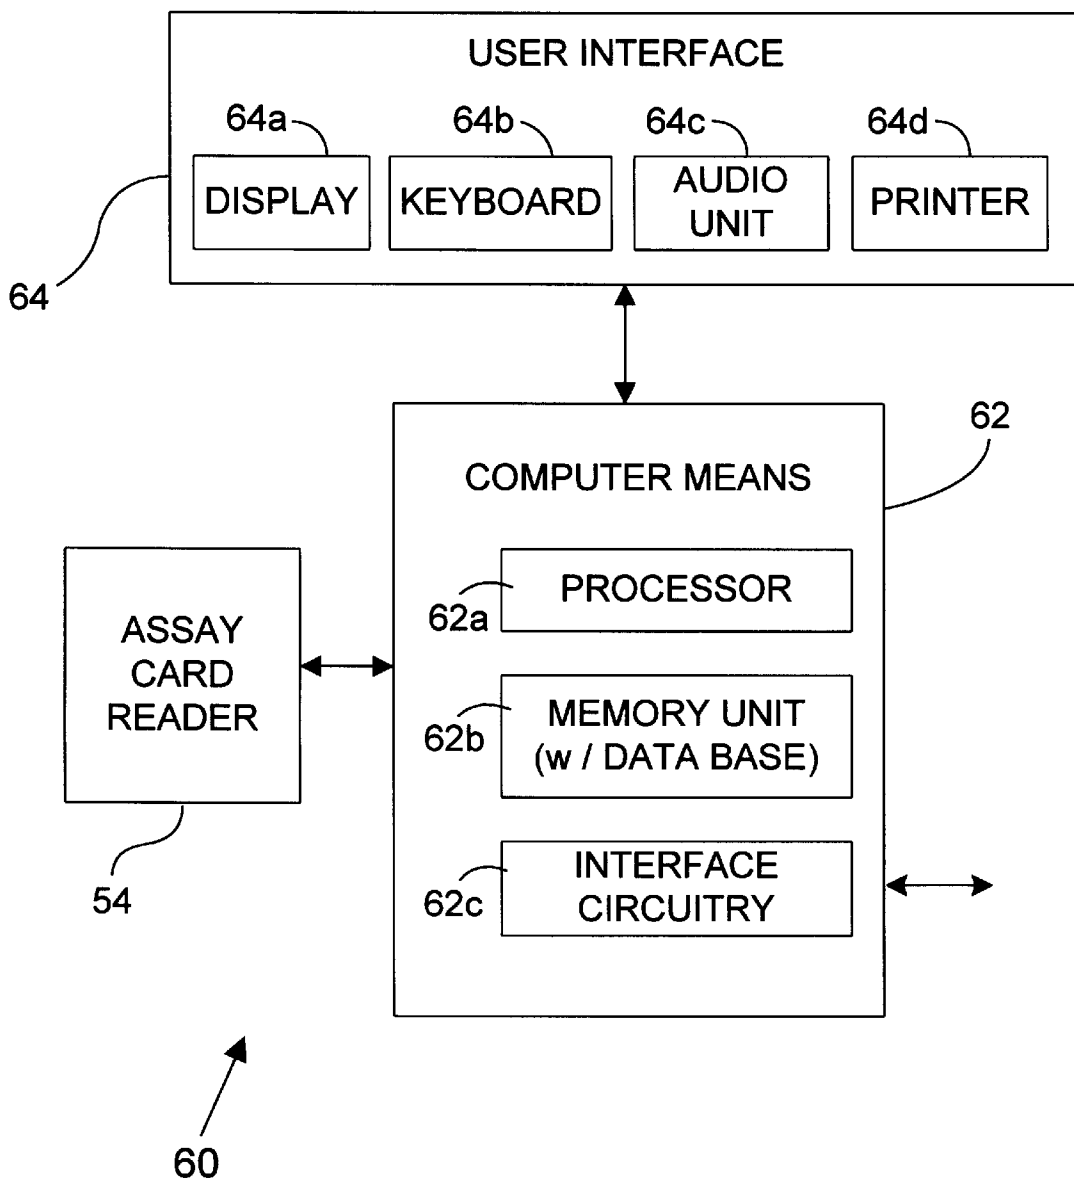 USER INTERFACE
64a
64b
64c
64d
DISPLAY
KEYBOARD
AUDIO
UNIT
PRINTER
64
62
COMPUTER MEANS
PROCESSOR
62a
ASSAY
CARD
READER
MEMORY UNIT
(w / DATA BASE)
62b
INTERFACE
CIRCUITRY
62c
54
60